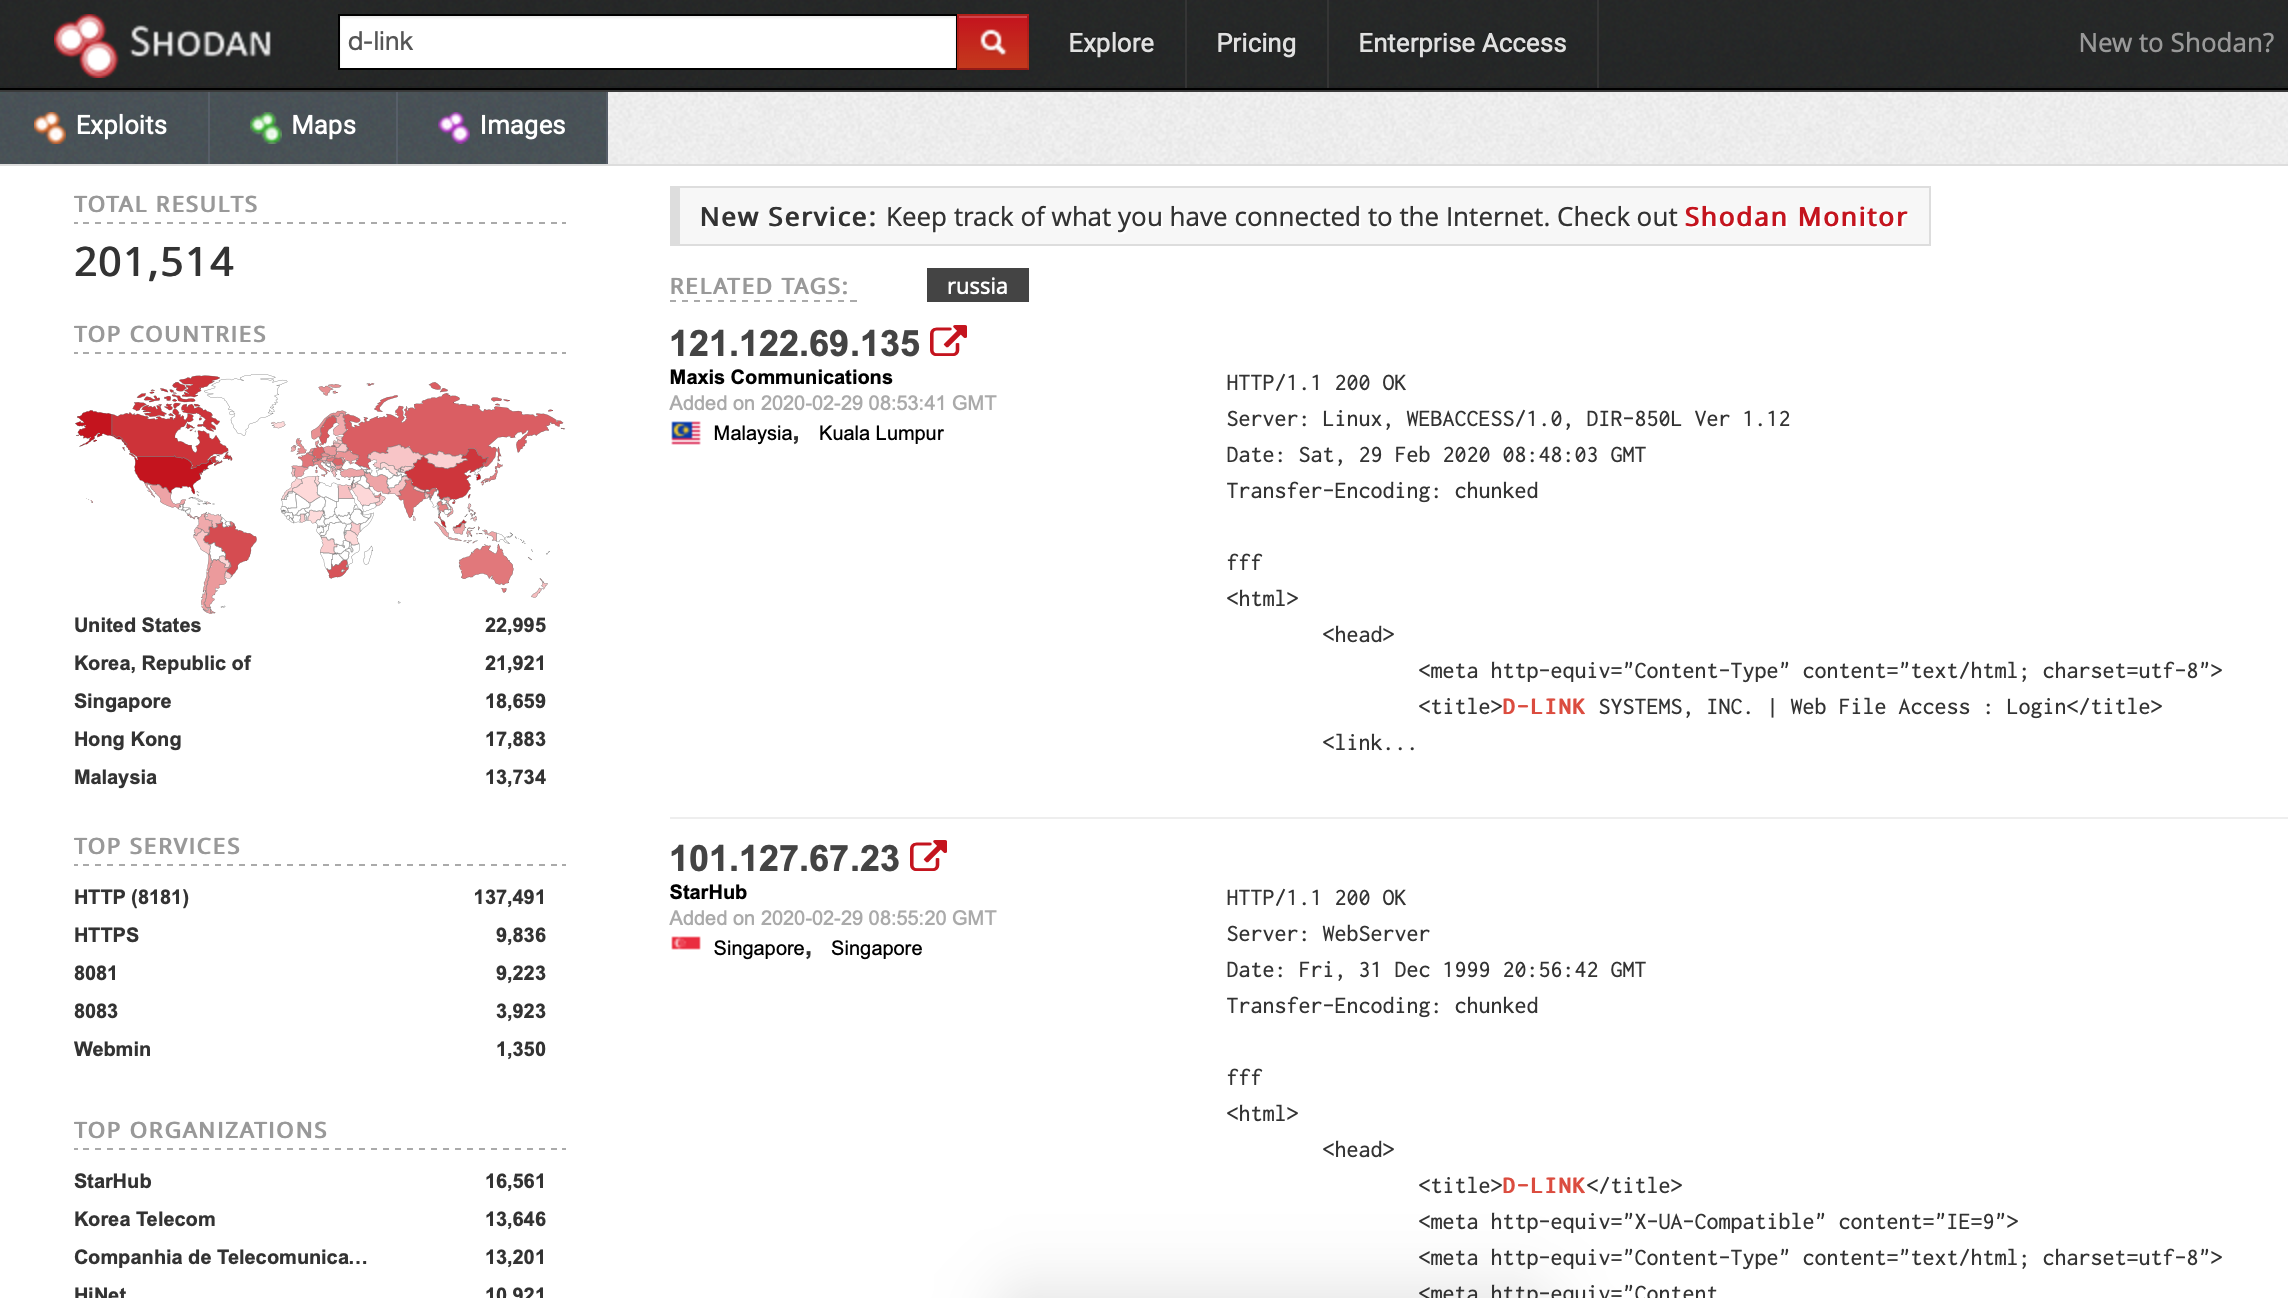 SHODAN
d-link
Explore
Pricing
Enterprise Access
New to Shodan?
Exploits
Maps
Images
TOTAL RESULTS
201,514
TOP COUNTRIES
United States 22,995
Korea, Republic of 21,921
Singapore 18,659
Hong Kong 17,883
Malaysia 13,734
TOP SERVICES
HTTP (8181) 137,491
HTTPS 9,836
8081 9,223
8083 3,923
Webmin 1,350
TOP ORGANIZATIONS
StarHub 16,561
Korea Telecom 13,646
Companhia de Telecomunica... 13,201
HiNet 10,921
New Service: Keep track of what you have connected to the Internet. Check out Shodan Monitor
RELATED TAGS: russia
121.122.69.135
Maxis Communications
Added on 2020-02-29 08:53:41 GMT
Malaysia, Kuala Lumpur
HTTP/1.1 200 OK
Server: Linux, WEBACCESS/1.0, DIR-850L Ver 1.12
Date: Sat, 29 Feb 2020 08:48:03 GMT
Transfer-Encoding: chunked
fff
<html>
<head>
<meta http-equiv="Content-Type" content="text/html; charset=utf-8">
<title>D-LINK SYSTEMS, INC. | Web File Access : Login</title>
<link...
101.127.67.23
StarHub
Added on 2020-02-29 08:55:20 GMT
Singapore, Singapore
HTTP/1.1 200 OK
Server: WebServer
Date: Fri, 31 Dec 1999 20:56:42 GMT
Transfer-Encoding: chunked
fff
<html>
<head>
<title>D-LINK</title>
<meta http-equiv="X-UA-Compatible" content="IE=9">
<meta http-equiv="Content-Type" content="text/html; charset=utf-8">
<meta http-equiv="Content